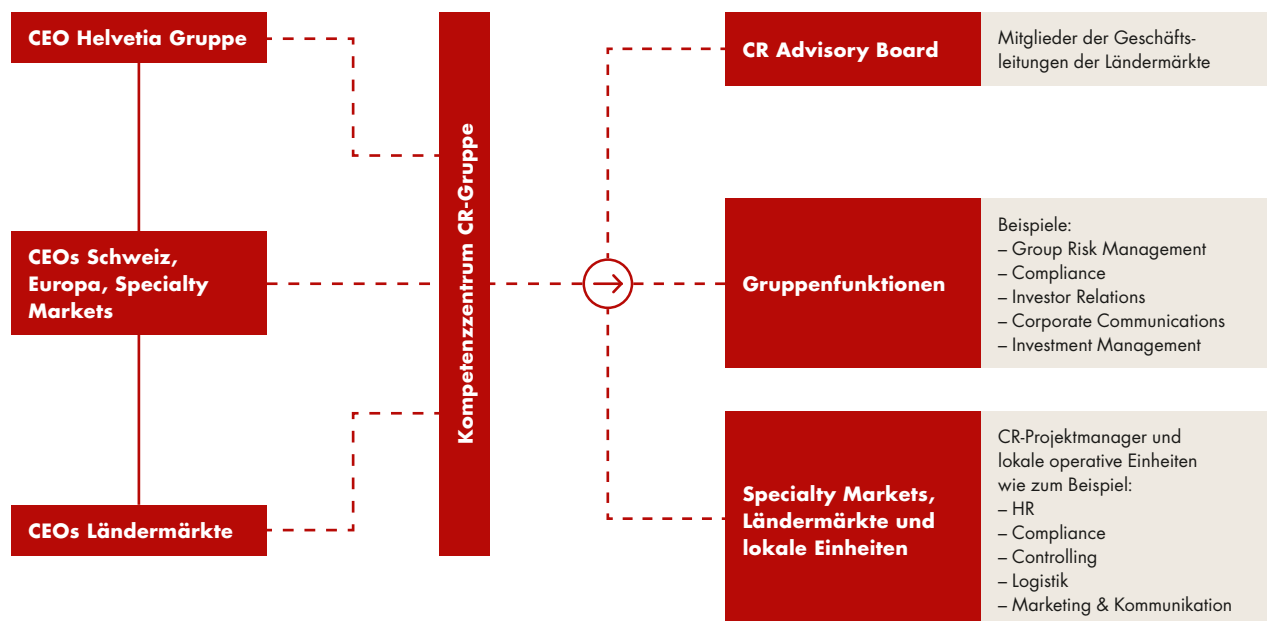 CEO Helvetia Gruppe
CEOs Schweiz,
Europa, Specialty
Markets
CEOs Ländermärkte
Kompetenzzentrum CR-Gruppe
CR Advisory Board
Mitglieder der Geschäfts-
leitungen der Ländermärkte
Gruppenfunktionen
Beispiele:
– Group Risk Management
– Compliance
– Investor Relations
– Corporate Communications
– Investment Management
Specialty Markets,
Ländermärkte und
lokale Einheiten
CR-Projektmanager und
lokale operative Einheiten
wie zum Beispiel:
– HR
– Compliance
– Controlling
– Logistik
– Marketing & Kommunikation